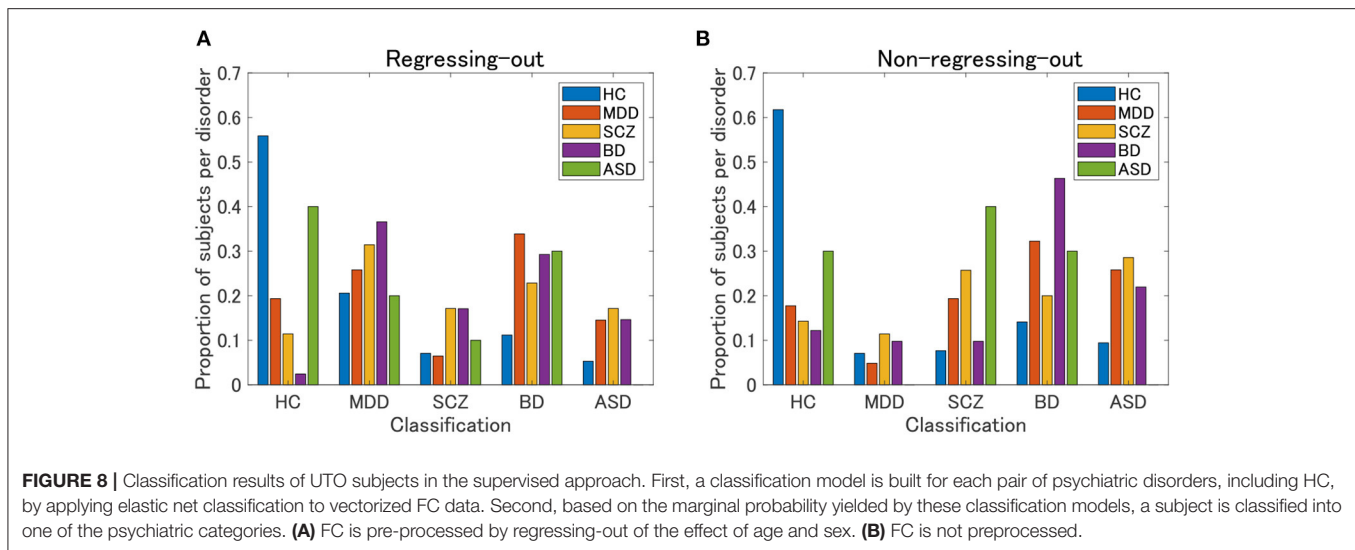 A
Regressing-out
Proportion of subjects per disorder
0.7
0.6
0.5
0.4
0.3
0.2
0.1
0
HC
MDD
SCZ
BD
ASD
HC
MDD
SCZ
BD
ASD
Classification
B
Non-regressing-out
Proportion of subjects per disorder
0.7
0.6
0.5
0.4
0.3
0.2
0.1
0
HC
MDD
SCZ
BD
ASD
HC
MDD
SCZ
BD
ASD
Classification
FIGURE 8 | Classification results of UTO subjects in the supervised approach. First, a classification model is built for each pair of psychiatric disorders, including HC,
by applying elastic net classification to vectorized FC data. Second, based on the marginal probability yielded by these classification models, a subject is classified into
one of the psychiatric categories. (A) FC is pre-processed by regressing-out of the effect of age and sex. (B) FC is not preprocessed.